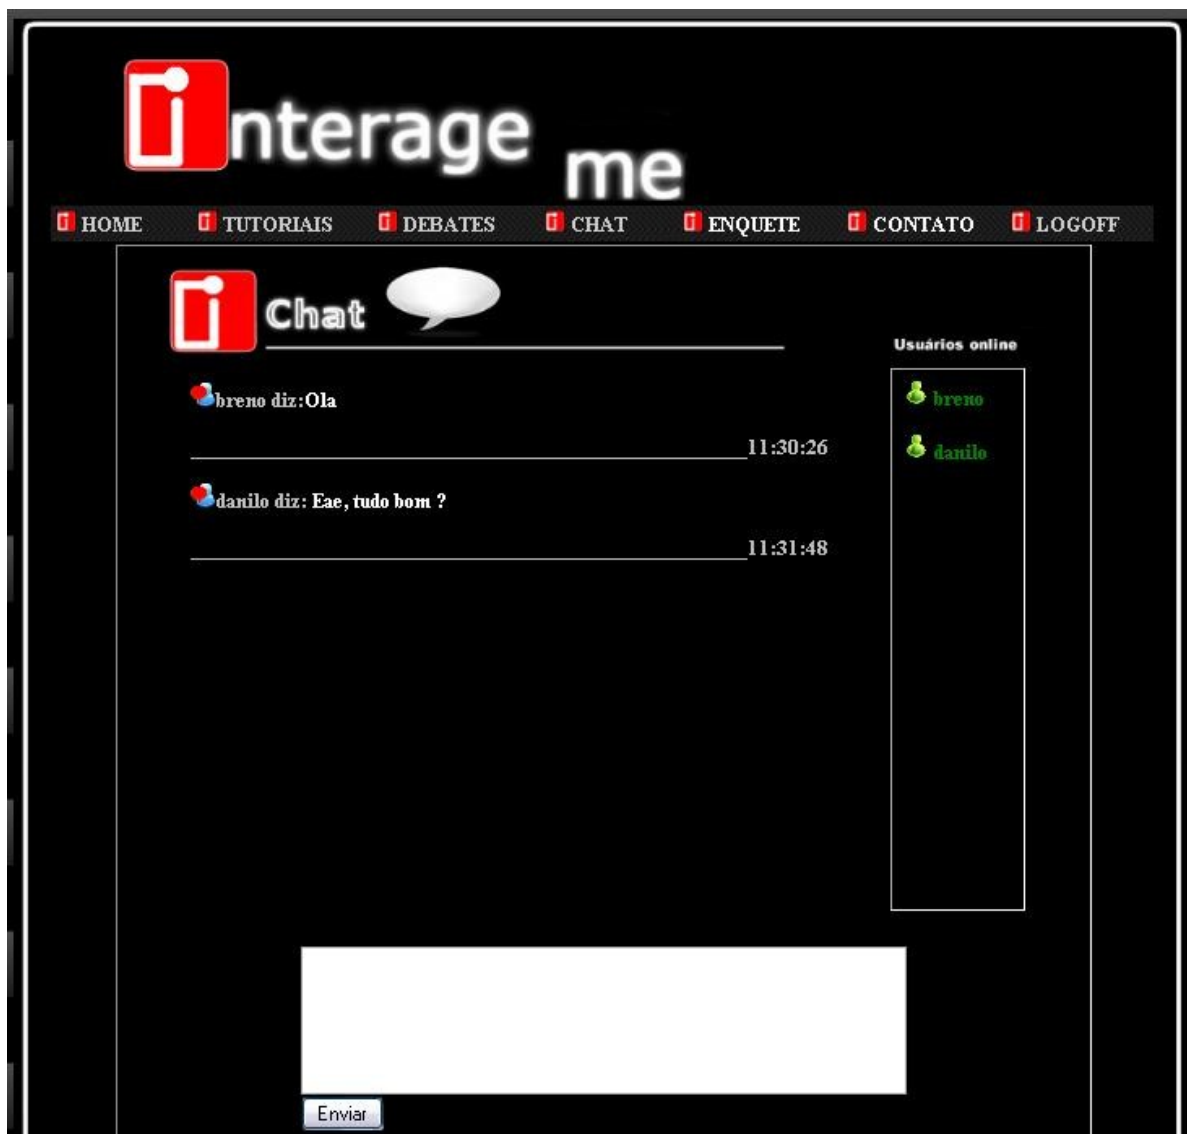 interage me
HOME TUTORIAIS DEBATES CHAT ENQUETE CONTATO LOGOFF
Chat
Usuários online
breno diz:Ola
11:30:26
danilo diz: Eae, tudo bom ?
11:31:48
breno
danilo
Enviar